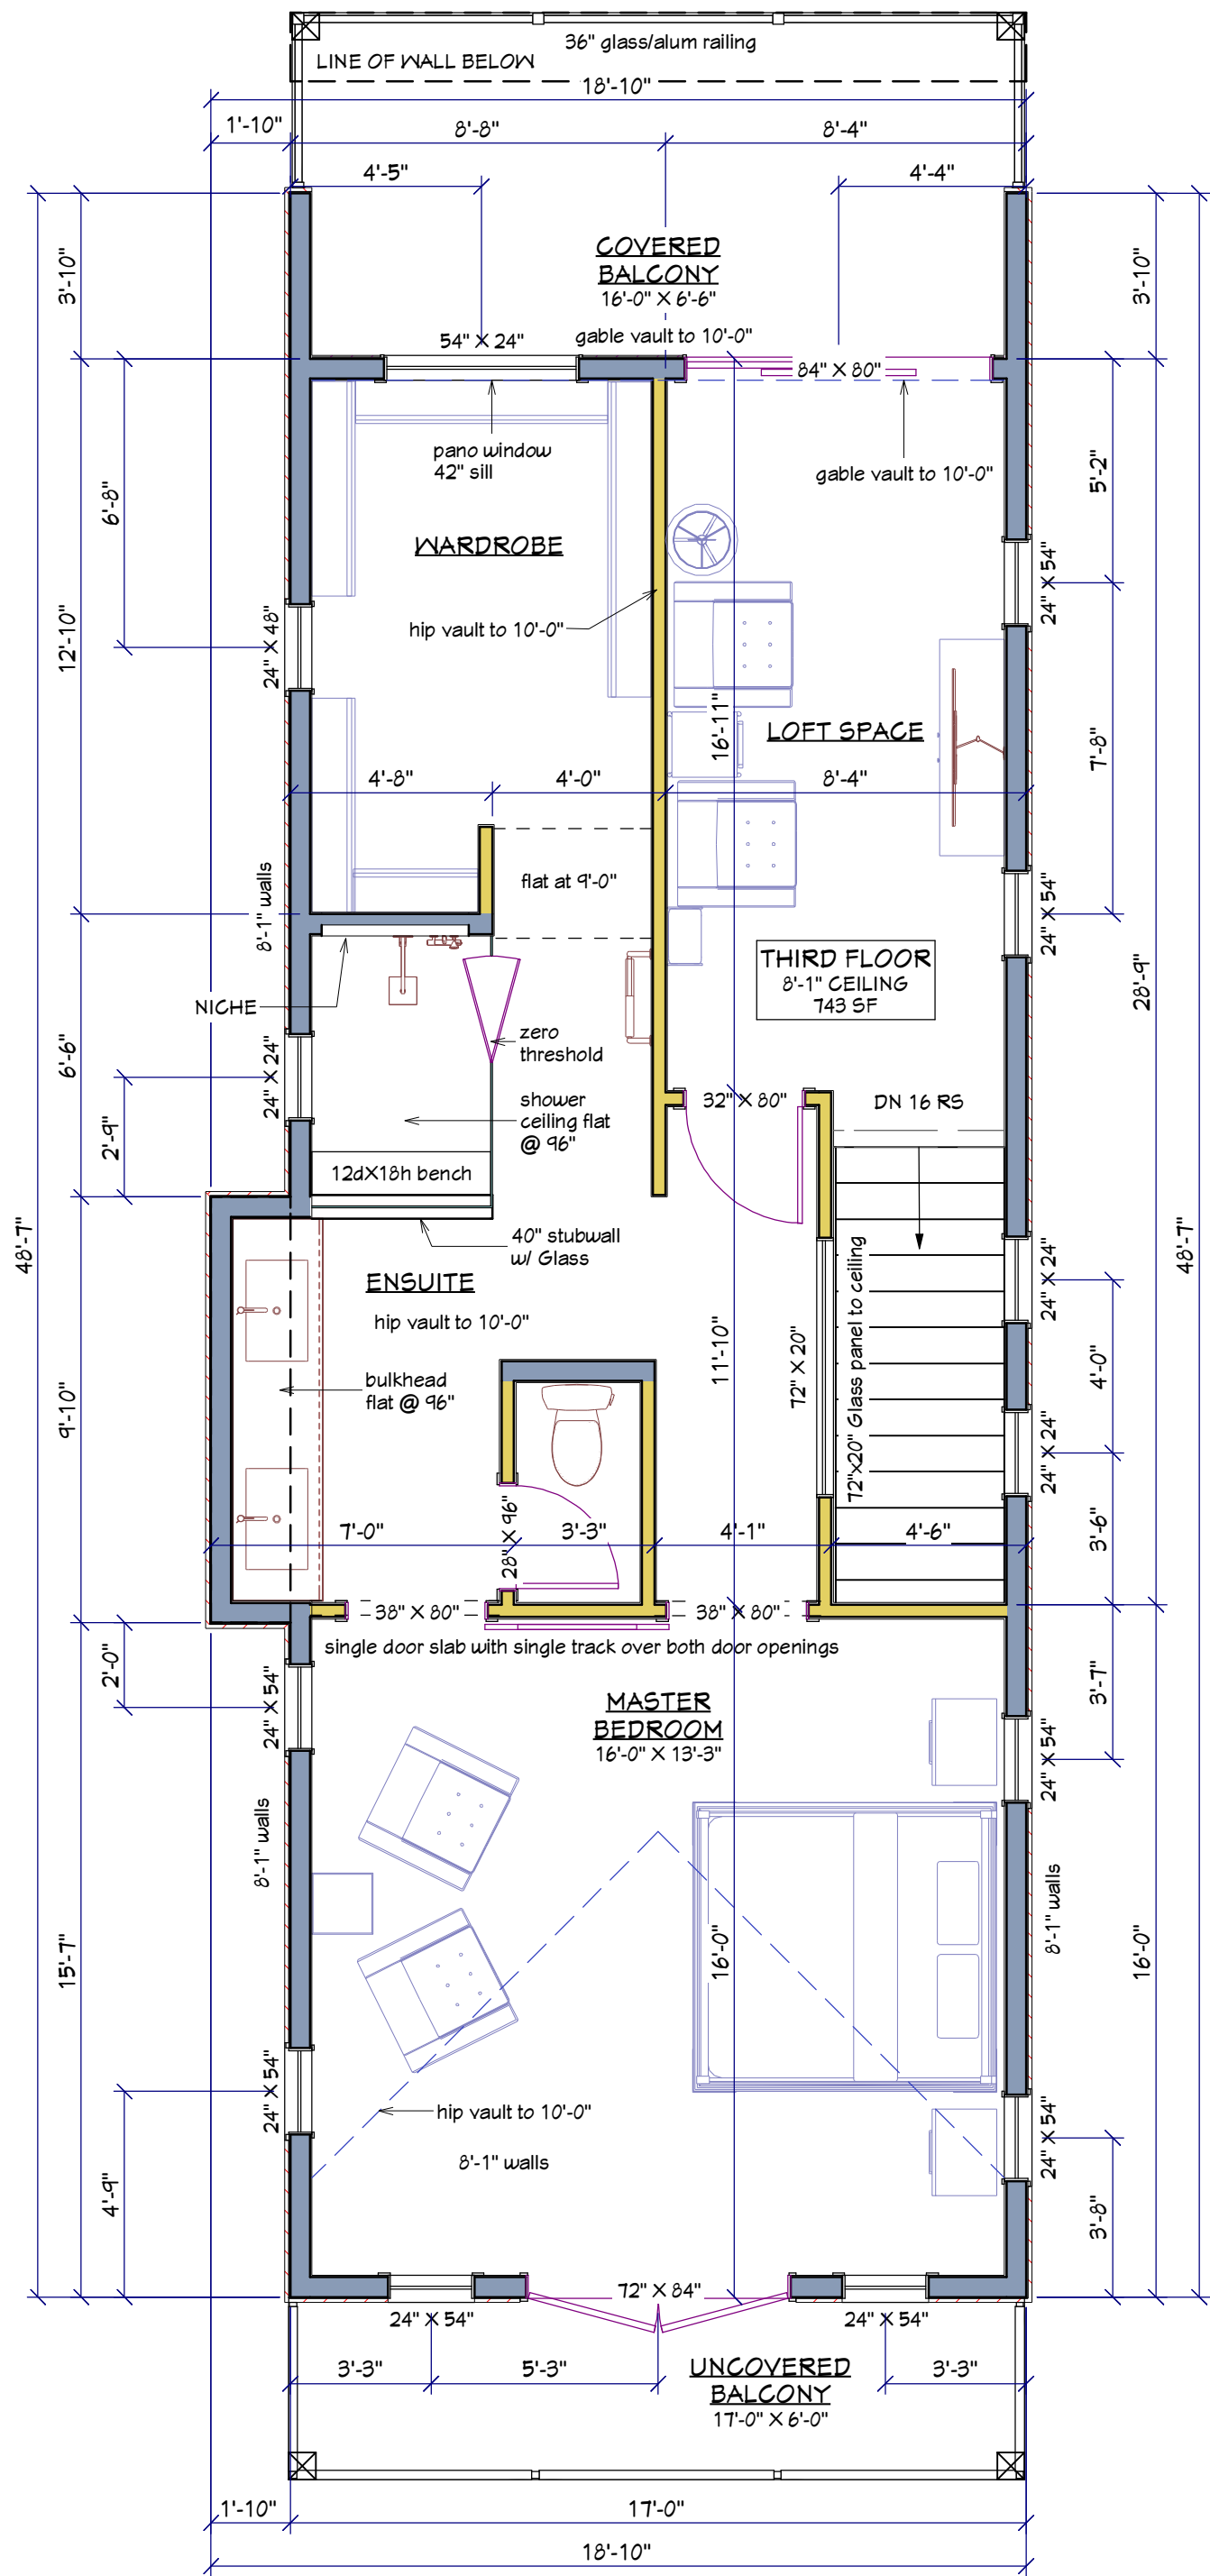 36" glass/alum railing
LINE OF WALL BELOW
18'-10"
1'-10"
8'-8"
8'-4"
4'-5"
4'-4"
3'-10"
3'-10"
COVERED
BALCONY
16'-0" X 6'-6"
gable vault to 10'-0"
54" X 24"
84" X 80"
pano window
42" sill
gable vault to 10'-0"
6'-8"
5'-2"
WARDROBE
24" X 54"
hip vault to 10'-0"
24" X 48"
12'-10"
16'-11"
LOFT SPACE
7'-8"
4'-8"
4'-0"
8'-4"
flat at 9'-0"
8'-1" walls
24" X 54"
THIRD FLOOR
8'-1" CEILING
743 SF
28'-9"
NICHE
zero
threshold
6'-6"
24" X 24"
shower
ceiling flat
@ 96"
32" X 80"
DN 16 RS
2'-9"
12dX18h bench
48'-7"
48'-7"
40" stubwall
w/ Glass
24" X 24"
ENSUITE
hip vault to 10'-0"
bulkhead
flat @ 96"
11'-10"
72" X 20"
72"x20" Glass panel to ceiling
4'-0"
9'-10"
24" X 24"
28" X 96"
7'-0"
3'-3"
4'-1"
4'-6"
3'-6"
38" X 80"
38" X 80"
single door slab with single track over both door openings
2'-0"
24" X 54"
3'-7"
MASTER
BEDROOM
16'-0" X 13'-3"
24" X 54"
8'-1" walls
8'-1" walls
15'-7"
16'-0"
16'-0"
24" X 54"
hip vault to 10'-0"
8'-1" walls
24" X 54"
4'-9"
3'-8"
72" X 84"
24" X 54"
24" X 54"
3'-3"
5'-3"
UNCOVERED
BALCONY
17'-0" X 6'-0"
3'-3"
1'-10"
17'-0"
18'-10"